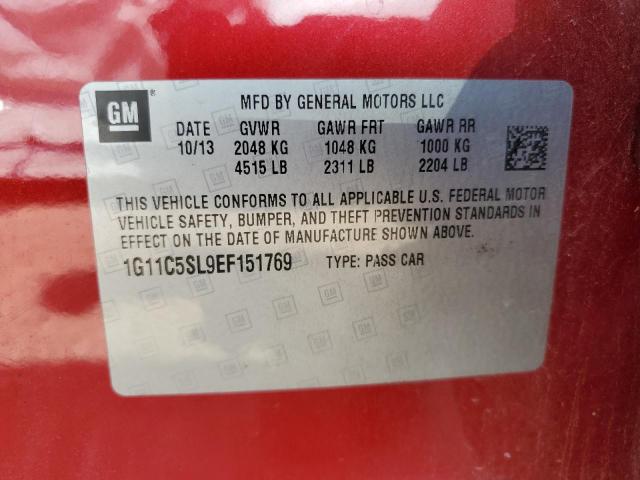 GM
MFD BY GENERAL MOTORS LLC
DATE GVWR GAWR FRT GAWR RR
10/13 2048 KG 1048 KG 1000 KG
4515 LB 2311 LB 2204 LB
THIS VEHICLE CONFORMS TO ALL APPLICABLE U.S. FEDERAL MOTOR
VEHICLE SAFETY, BUMPER, AND THEFT PREVENTION STANDARDS IN
EFFECT ON THE DATE OF MANUFACTURE SHOWN ABOVE.
1G11C5SL9EF151769 TYPE: PASS CAR